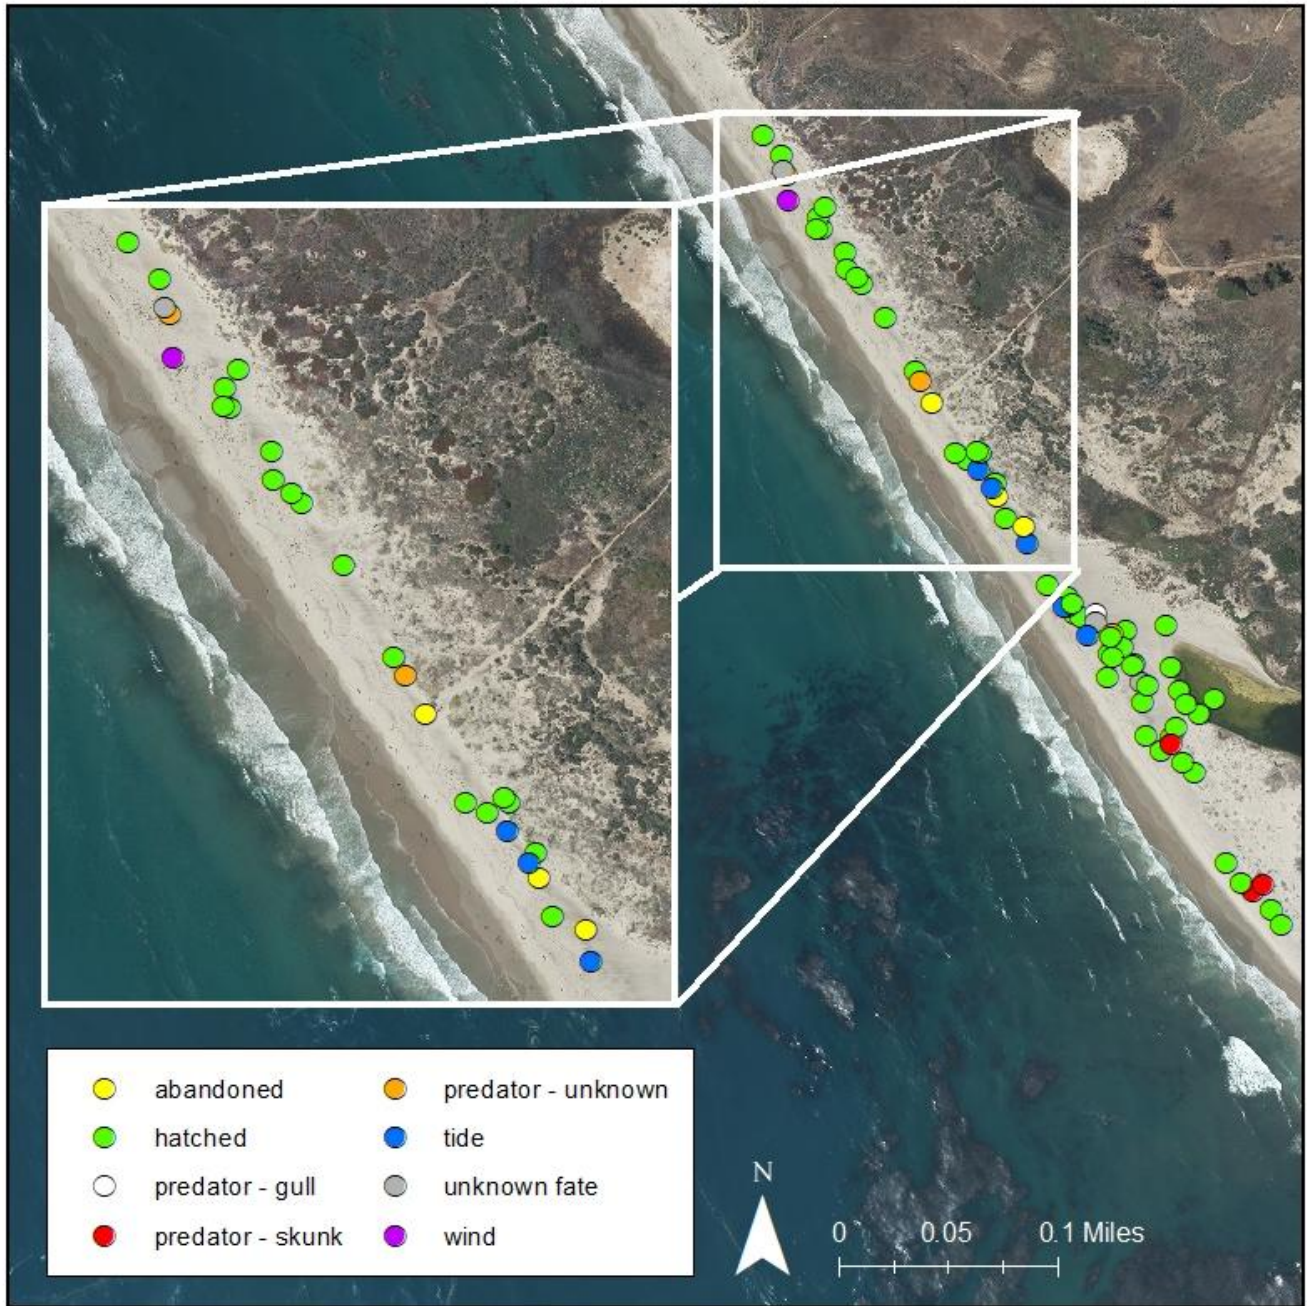 abandoned
predator - unknown
hatched
tide
predator - gull
unknown fate
predator - skunk
wind
N
0 0.05 0.1 Miles